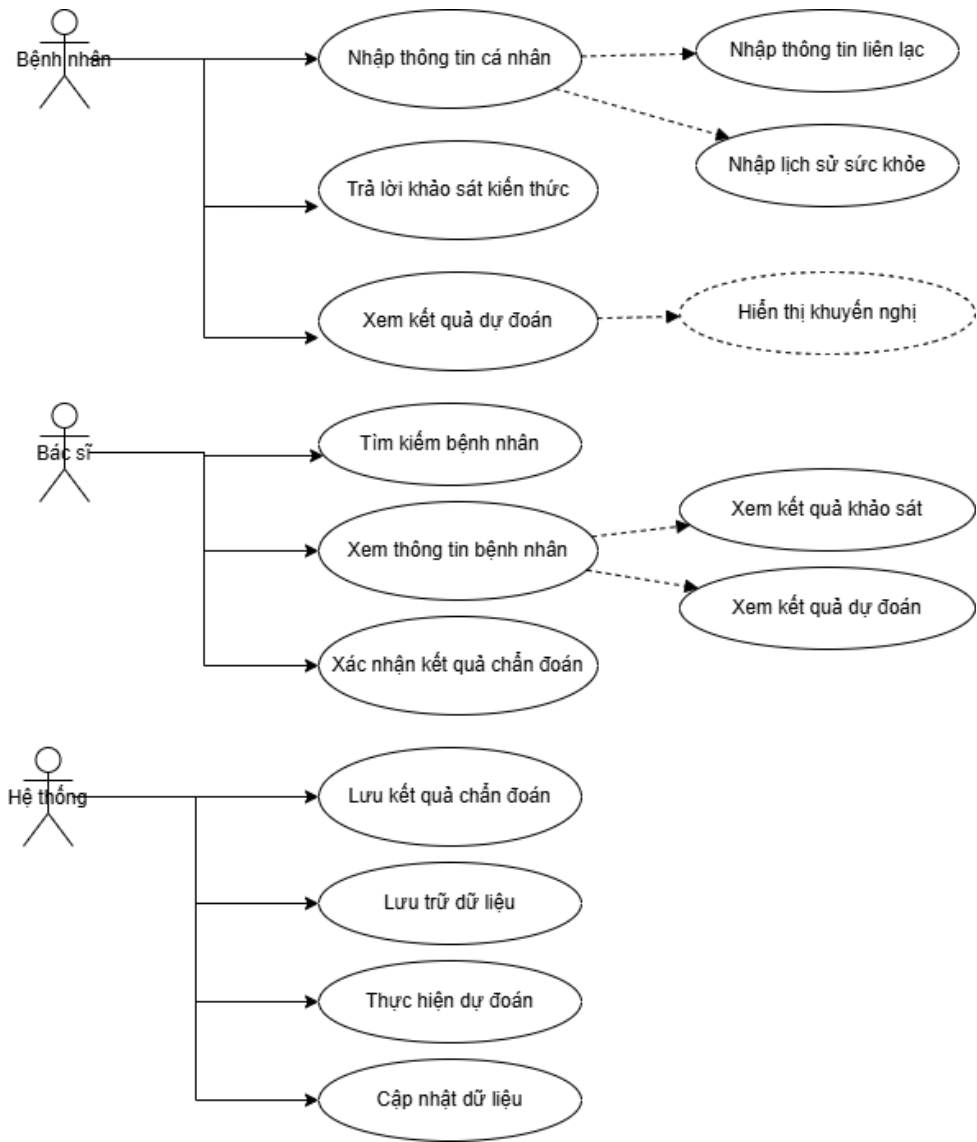 Bệnh nhân
Nhập thông tin cá nhân
Nhập thông tin liên lạc
Nhập lịch sử sức khỏe
Trả lời khảo sát kiến thức
Xem kết quả dự đoán
Hiển thị khuyến nghị
Bác sĩ
Tìm kiếm bệnh nhân
Xem thông tin bệnh nhân
Xem kết quả khảo sát
Xem kết quả dự đoán
Xác nhận kết quả chẩn đoán
Hệ thống
Lưu kết quả chẩn đoán
Lưu trữ dữ liệu
Thực hiện dự đoán
Cập nhật dữ liệu